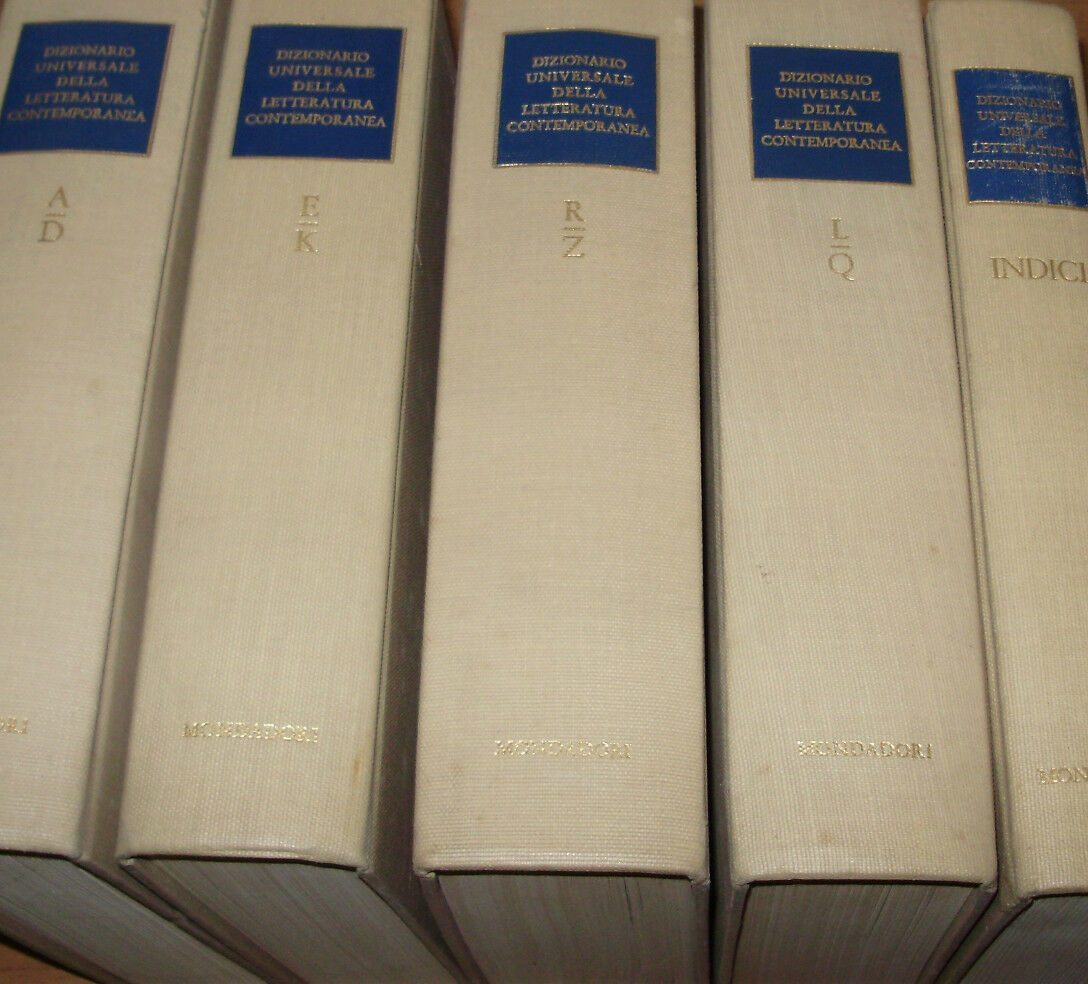 DIZIONARIO
UNIVERSALE
DELLA
LETTERATURA
CONTEMPORANEA
A
D
DIZIONARIO
UNIVERSALE
DELLA
LETTERATURA
CONTEMPORANEA
E
K
MONDADORI
DIZIONARIO
UNIVERSALE
DELLA
LETTERATURA
CONTEMPORANEA
R
Z
MONDADORI
DIZIONARIO
UNIVERSALE
DELLA
LETTERATURA
CONTEMPORANEA
L
Q
MONDADORI
DIZIONARIO
UNIVERSALE
DELLA
LETTERATURA
CONTEMPORANEA
INDICI